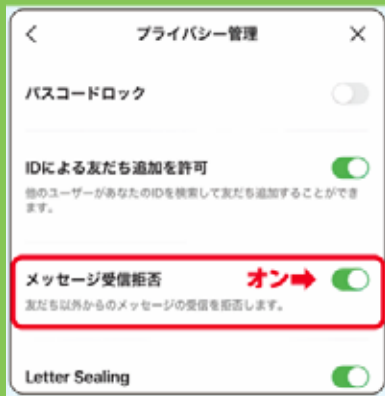 プライバシー管理
パスコードロック
IDによる友だち追加を許可
他のユーザーがあなたのIDを検索して友だち追加することができ
ます。
メッセージ受信拒否 オン
友だち以外からのメッセージの受信を拒否します。
Letter Sealing